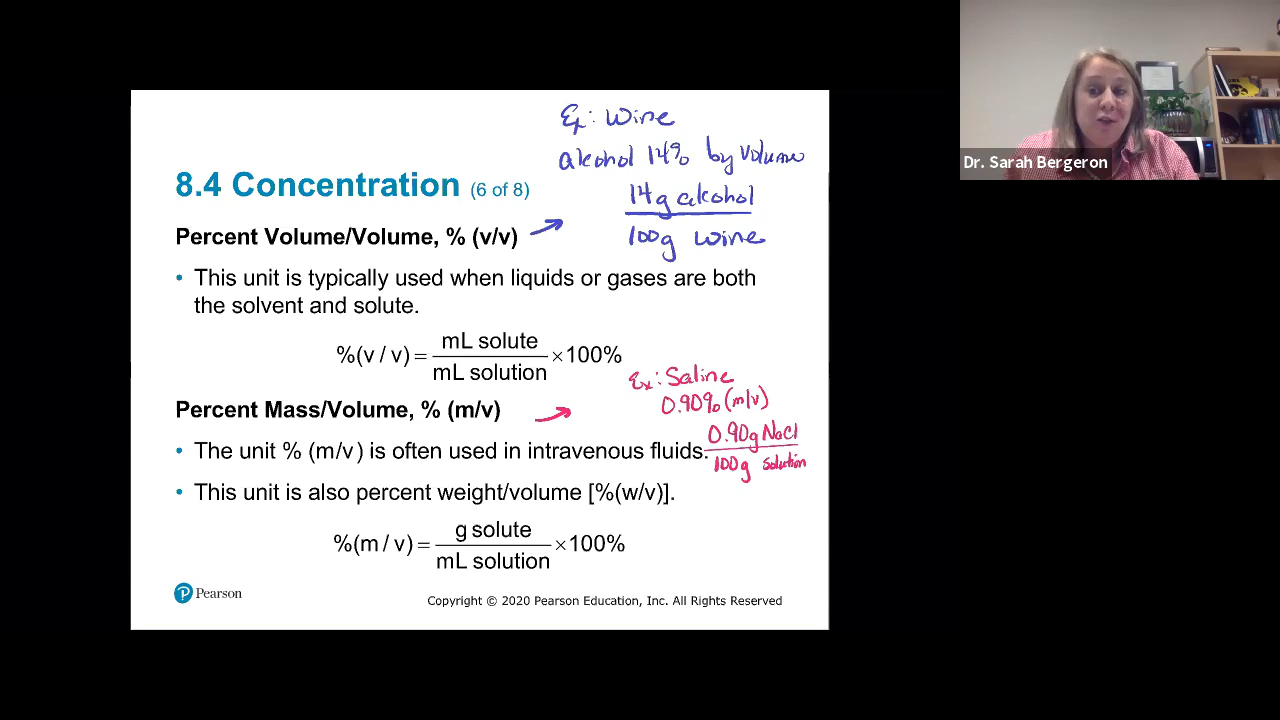 Dr. Sarah Bergeron
Ex: Wine
alcohol 14% by volume
14g alcohol
100g wine
8.4 Concentration (6 of 8)
Percent Volume/Volume, % (v/v)
• This unit is typically used when liquids or gases are both
the solvent and solute.
%(v / v) = mL solute / mL solution ×100%
Ex: Saline
0.90% (m/v)
0.90g NaCl
100g solution
Percent Mass/Volume, % (m/v)
• The unit % (m/v) is often used in intravenous fluids.
• This unit is also percent weight/volume [%(w/v)].
%(m / v) = g solute / mL solution ×100%
P Pearson
Copyright © 2020 Pearson Education, Inc. All Rights Reserved